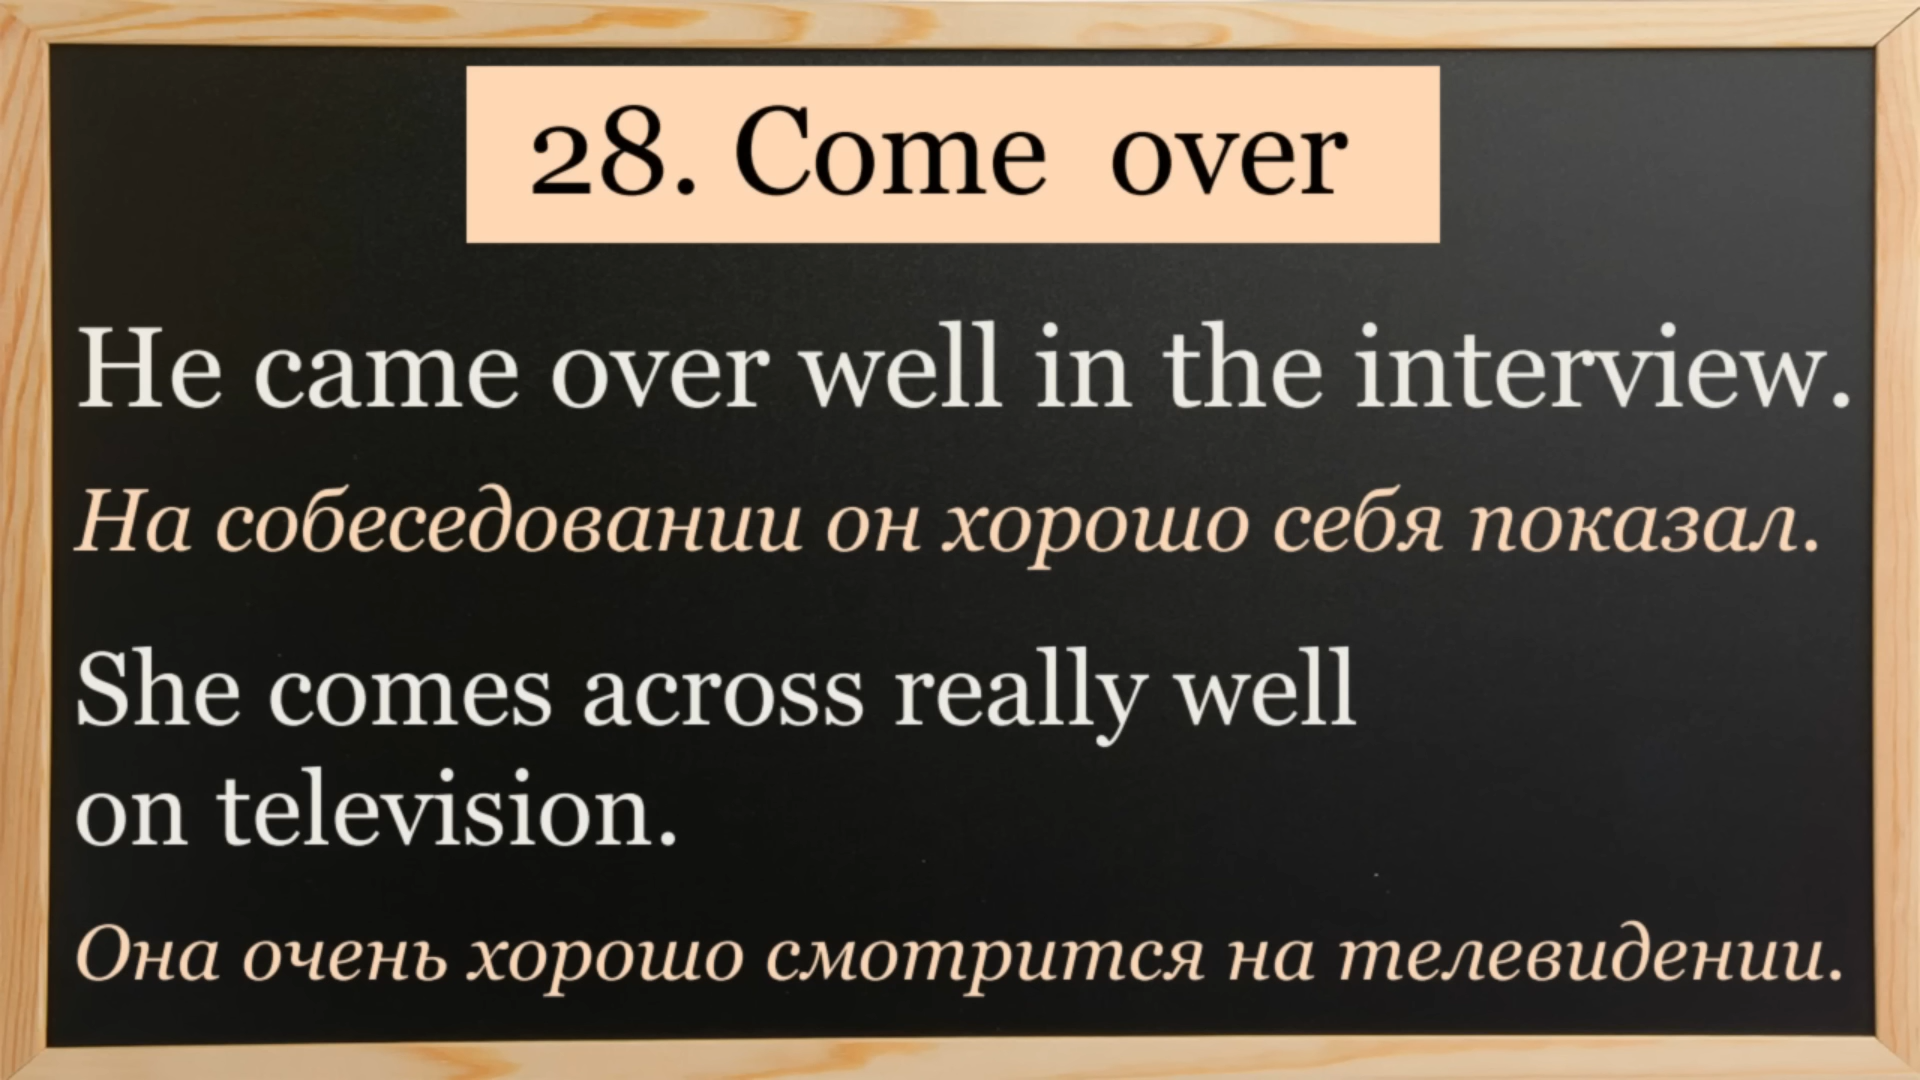 28. Come over
He came over well in the interview.
На собеседовании он хорошо себя показал.
She comes across really well
on television.
Она очень хорошо смотрится на телевидении.